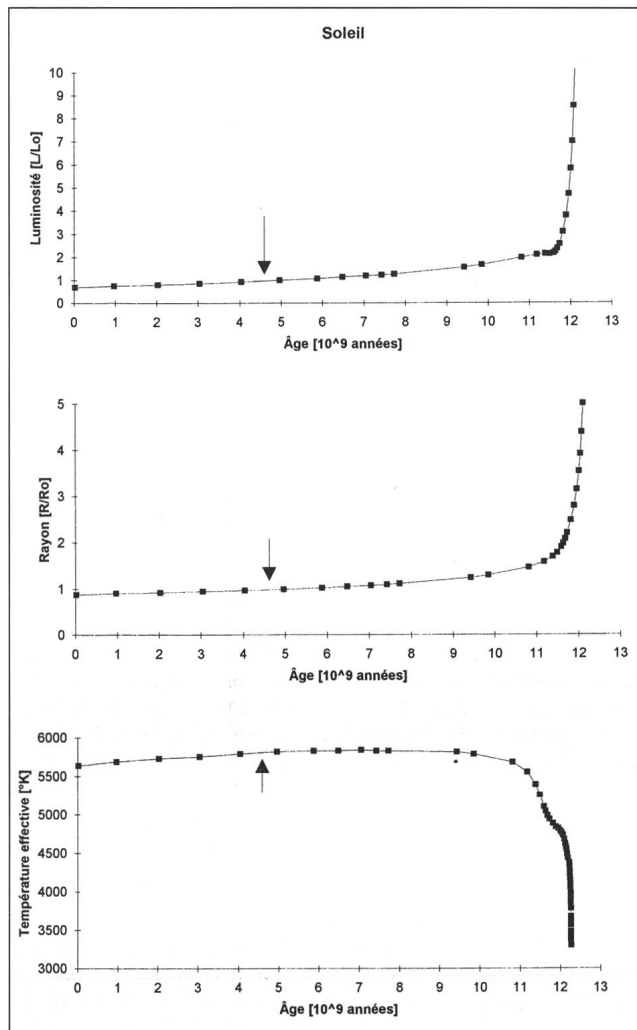 Soleil
Luminosité [L/Lo]
10
9
8
7
6
5
4
3
2
1
0
0 1 2 3 4 5 6 7 8 9 10 11 12 13
Âge [10^9 années]
Rayon [R/Ro]
5
4
3
2
1
0
0 1 2 3 4 5 6 7 8 9 10 11 12 13
Âge [10^9 années]
Température effective [°K]
6000
5500
5000
4500
4000
3500
3000
0 1 2 3 4 5 6 7 8 9 10 11 12 13
Âge [10^9 années]